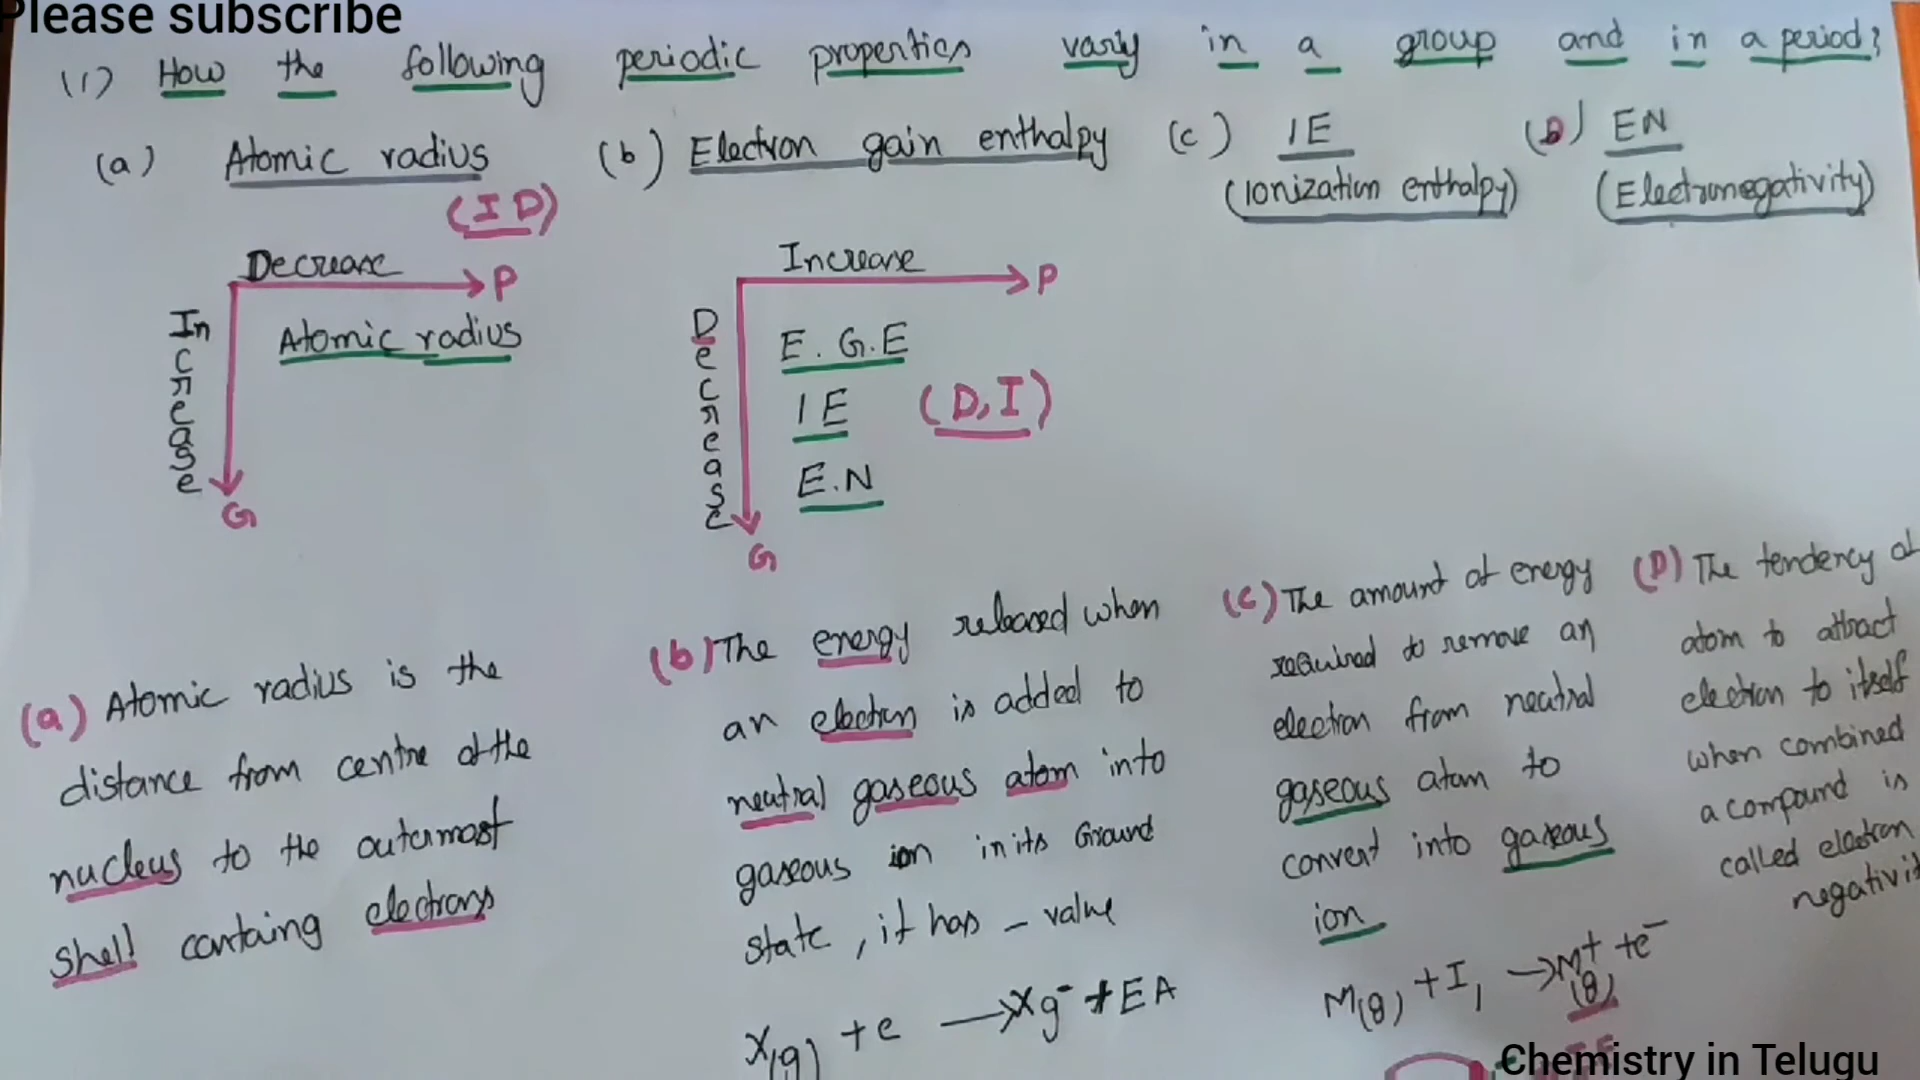 Please subscribe
(1) How the following periodic properties vary in a group and in a period?
(a) Atomic radius (b) Electron gain enthalpy (c) IE (D) EN
(Ionization enthalpy) (Electronegativity)
(I D)
Decrease → P
Increase
G
Atomic radius
Increase → P
Decrease
G
E.G.E
IE (D,I)
E.N
(a) Atomic radius is the
distance from centre of the
nucleus to the outermost
shell containg electrons
(b) The energy released when
an electron is added to
neutral gaseous atom into
gaseous ion in its Ground
state, it has – value
X(g) + e → Xg⁻ + EA
(C) The amount of energy
required to remove an
electron from neutral
gaseous atom to
convert into gaseous
ion
M(g) + I₁ → M⁺(g) + e⁻
(D) The tendency of
atom to attract
electron to itself
when combined
a compound is
called electron
negativit
Chemistry in Telugu